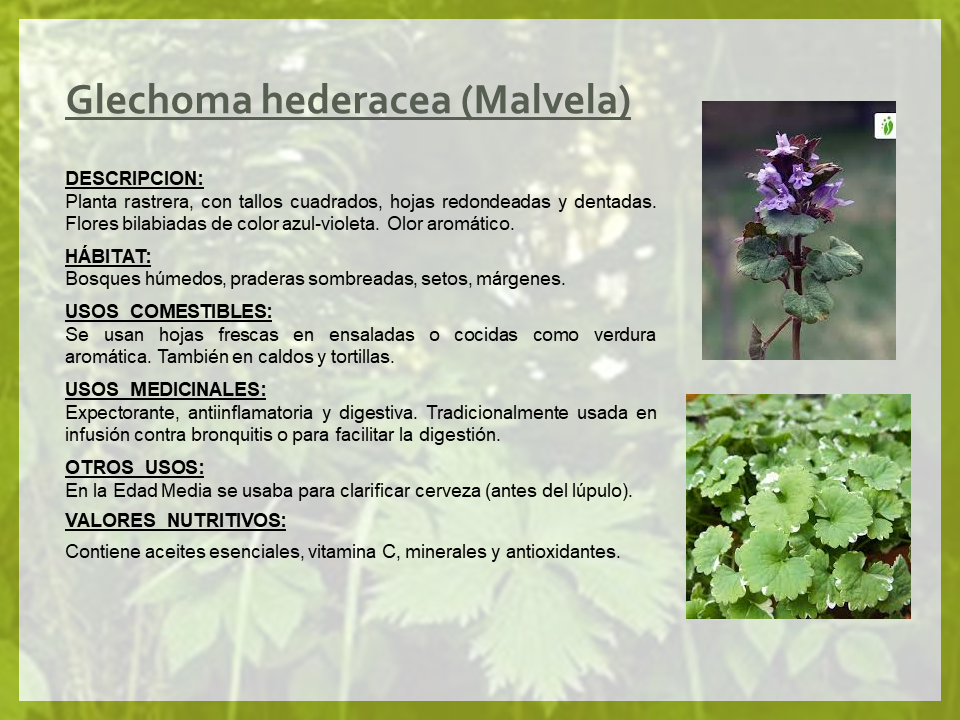 Glechoma hederacea (Malvela)
DESCRIPCION:
Planta rastrera, con tallos cuadrados, hojas redondeadas y dentadas.
Flores bilabiadas de color azul-violeta. Olor aromático.
HÁBITAT:
Bosques húmedos, praderas sombreadas, setos, márgenes.
USOS COMESTIBLES:
Se usan hojas frescas en ensaladas o cocidas como verdura
aromática. También en caldos y tortillas.
USOS MEDICINALES:
Expectorante, antiinflamatoria y digestiva. Tradicionalmente usada en
infusión contra bronquitis o para facilitar la digestión.
OTROS USOS:
En la Edad Media se usaba para clarificar cerveza (antes del lúpulo).
VALORES NUTRITIVOS:
Contiene aceites esenciales, vitamina C, minerales y antioxidantes.